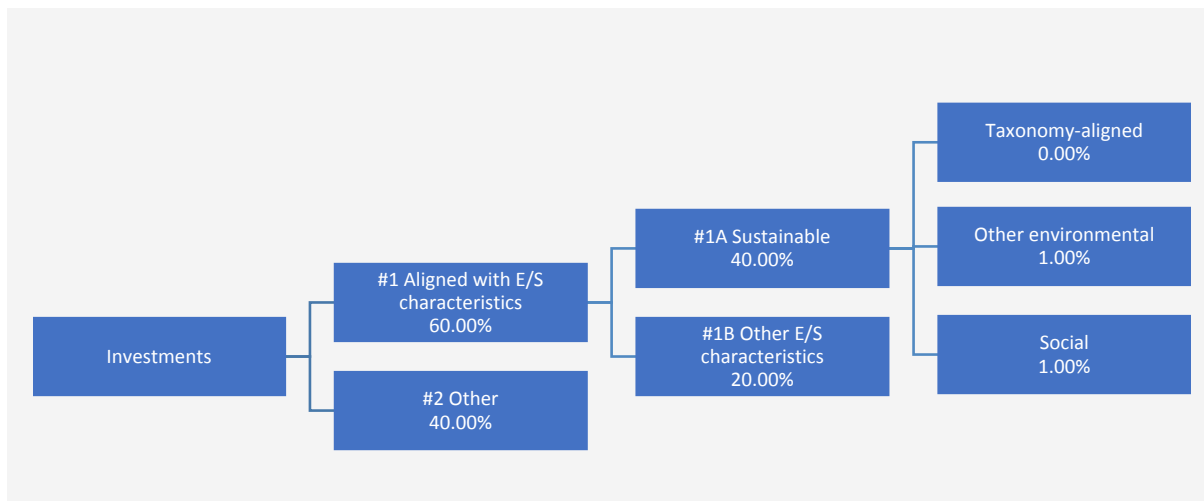 Investments
#1 Aligned with E/S
characteristics
60.00%
#2 Other
40.00%
#1A Sustainable
40.00%
#1B Other E/S
characteristics
20.00%
Taxonomy-aligned
0.00%
Other environmental
1.00%
Social
1.00%